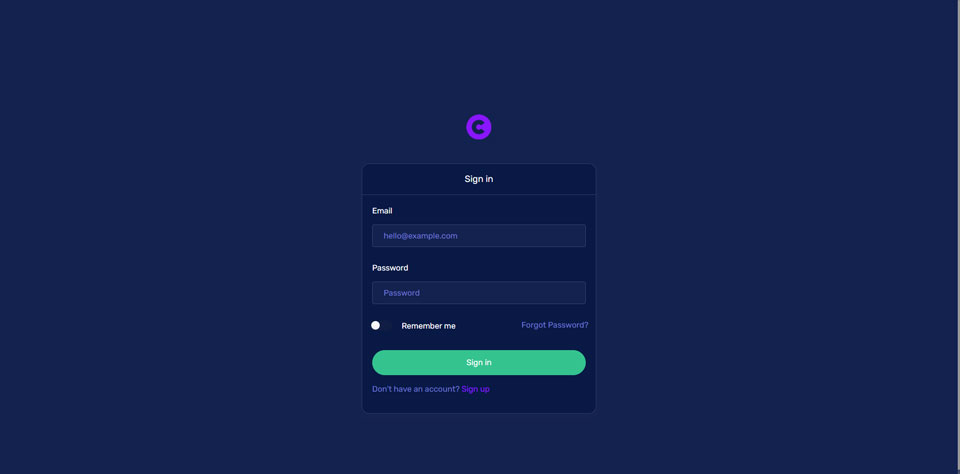 C
Sign in
Email
hello@example.com
Password
Password
Remember me Forgot Password?
Sign in
Don't have an account? Sign up